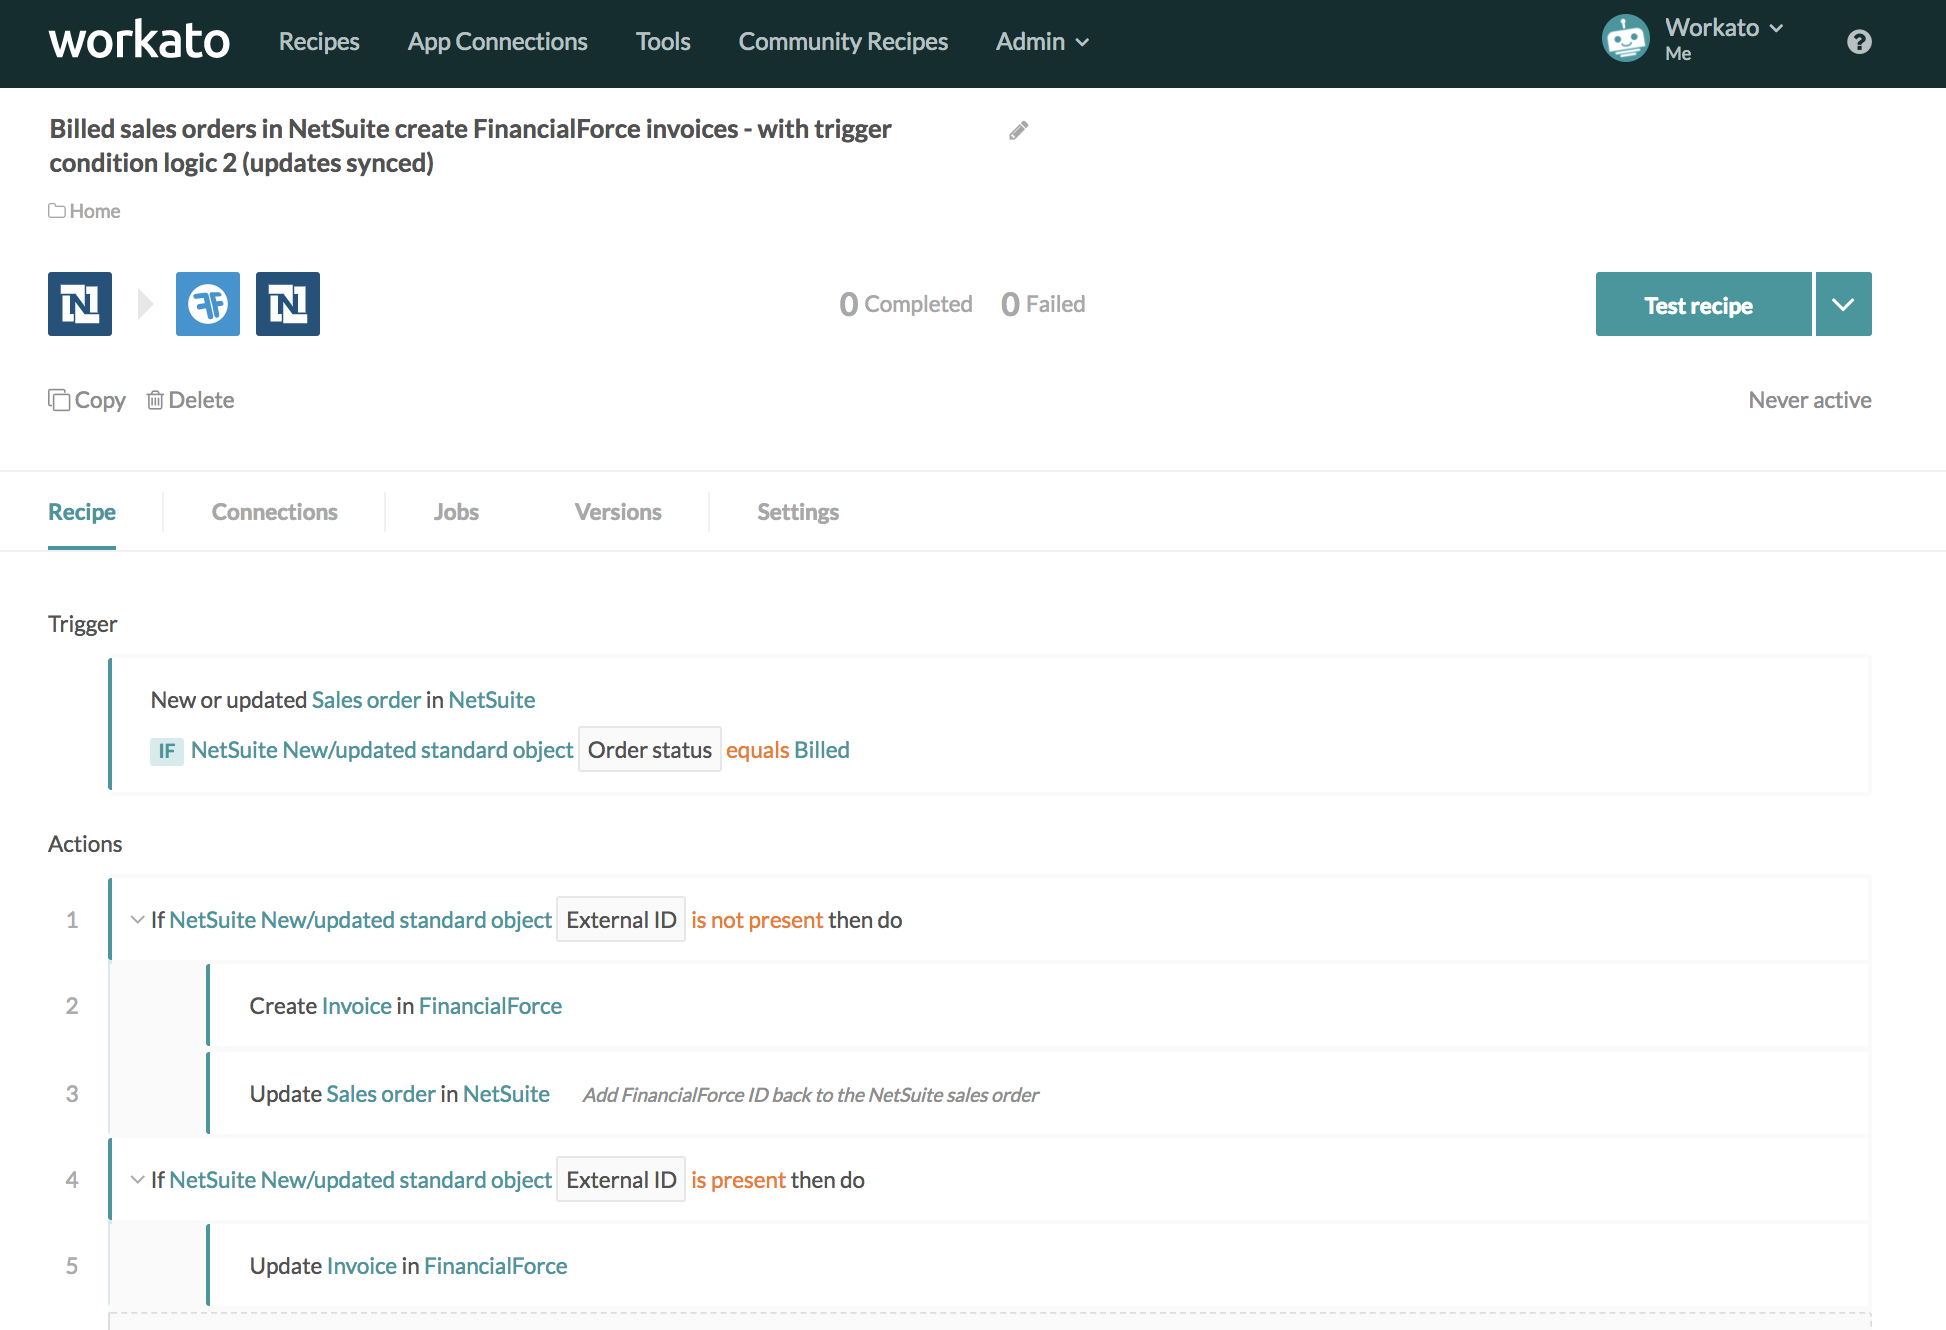 workato
Recipes
App Connections
Tools
Community Recipes
Admin
Workato
Me
?
Billed sales orders in NetSuite create FinancialForce invoices - with trigger
condition logic 2 (updates synced)
Home
N
FF
N
0 Completed
0 Failed
Test recipe
Copy
Delete
Never active
Recipe
Connections
Jobs
Versions
Settings
Trigger
New or updated Sales order in NetSuite
IF NetSuite New/updated standard object Order status equals Billed
Actions
1 If NetSuite New/updated standard object External ID is not present then do
2 Create Invoice in FinancialForce
3 Update Sales order in NetSuite Add FinancialForce ID back to the NetSuite sales order
4 If NetSuite New/updated standard object External ID is present then do
5 Update Invoice in FinancialForce